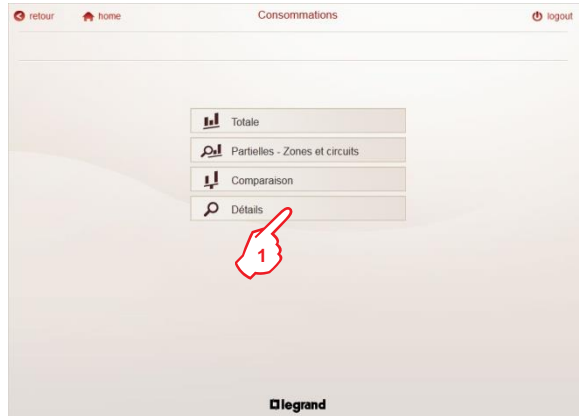 retour home Consommations logout
Totale
Partielles - Zones et circuits
Comparaison
Détails
1
legrand